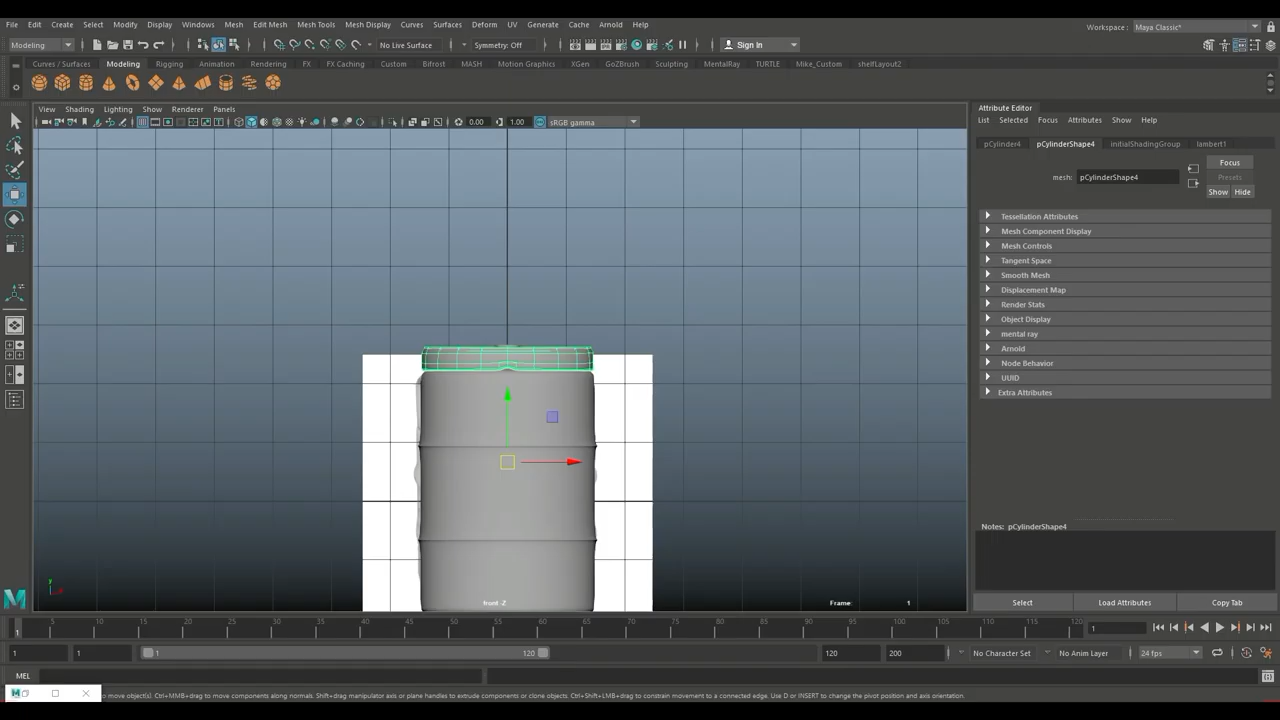 File Edit Create Select Modify Display Windows Mesh Edit Mesh Mesh Tools Mesh Display Curves Surfaces Deform UV Generate Cache Arnold Help
Workspace : Maya Classic*
Modeling No Live Surface Symmetry: Off Sign In
Curves / Surfaces Modeling Rigging Animation Rendering FX FX Caching Custom Bifrost MASH Motion Graphics XGen GoZBrush Sculpting MentalRay TURTLE Mike_Custom shelfLayout2
View Shading Lighting Show Renderer Panels
0.00 1.00 sRGB gamma
Attribute Editor
List Selected Focus Attributes Show Help
pCylinder4 pCylinderShape4 initialShadingGroup lambert1
Focus
mesh: pCylinderShape4 Presets
Show Hide
Tessellation Attributes
Mesh Component Display
Mesh Controls
Tangent Space
Smooth Mesh
Displacement Map
Render Stats
Object Display
mental ray
Arnold
Node Behavior
UUID
Extra Attributes
Notes: pCylinderShape4
y
front -Z Frame: 1
Select Load Attributes Copy Tab
5 10 15 20 25 30 35 40 45 50 55 60 65 70 75 80 85 90 95 100 105 110 115 120
1 1
1 1 1 120 120 200 No Character Set No Anim Layer 24 fps
MEL
to move object(s). Ctrl+MMB+drag to move components along normals. Shift+drag manipulator axis or plane handles to extrude components or clone objects. Ctrl+Shift+LMB+drag to constrain movement to a connected edge. Use D or INSERT to change the pivot position and axis orientation.